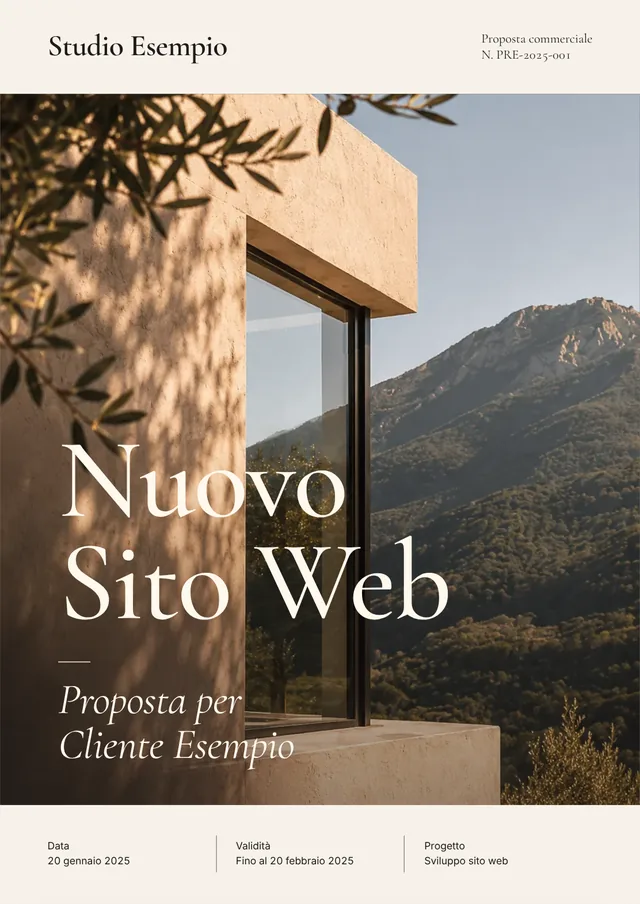 Studio Esempio
Proposta commerciale
N. PRE-2025-001
Nuovo
Sito Web
Proposta per
Cliente Esempio
Data
20 gennaio 2025
Validità
Fino al 20 febbraio 2025
Progetto
Sviluppo sito web